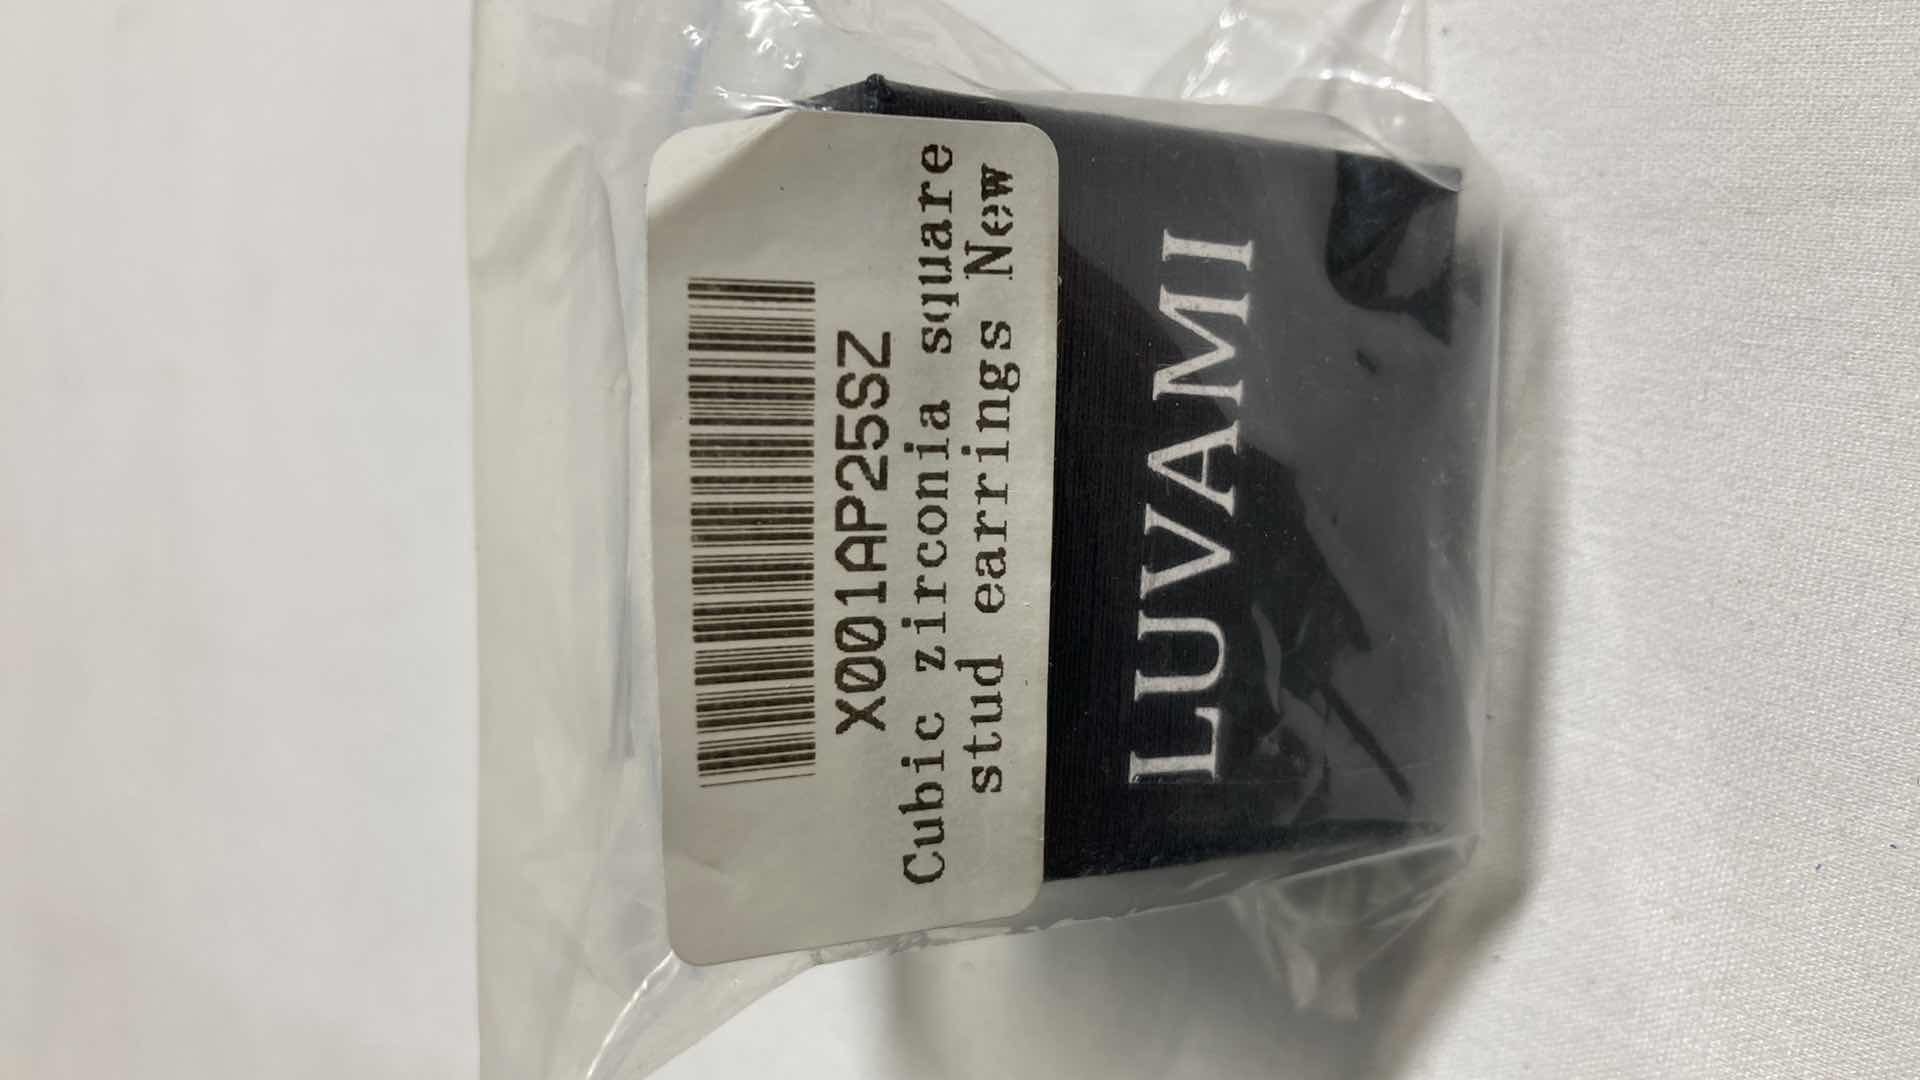 X001AP25SZ
Cubic zirconia square
stud earrings New
LUVAMI